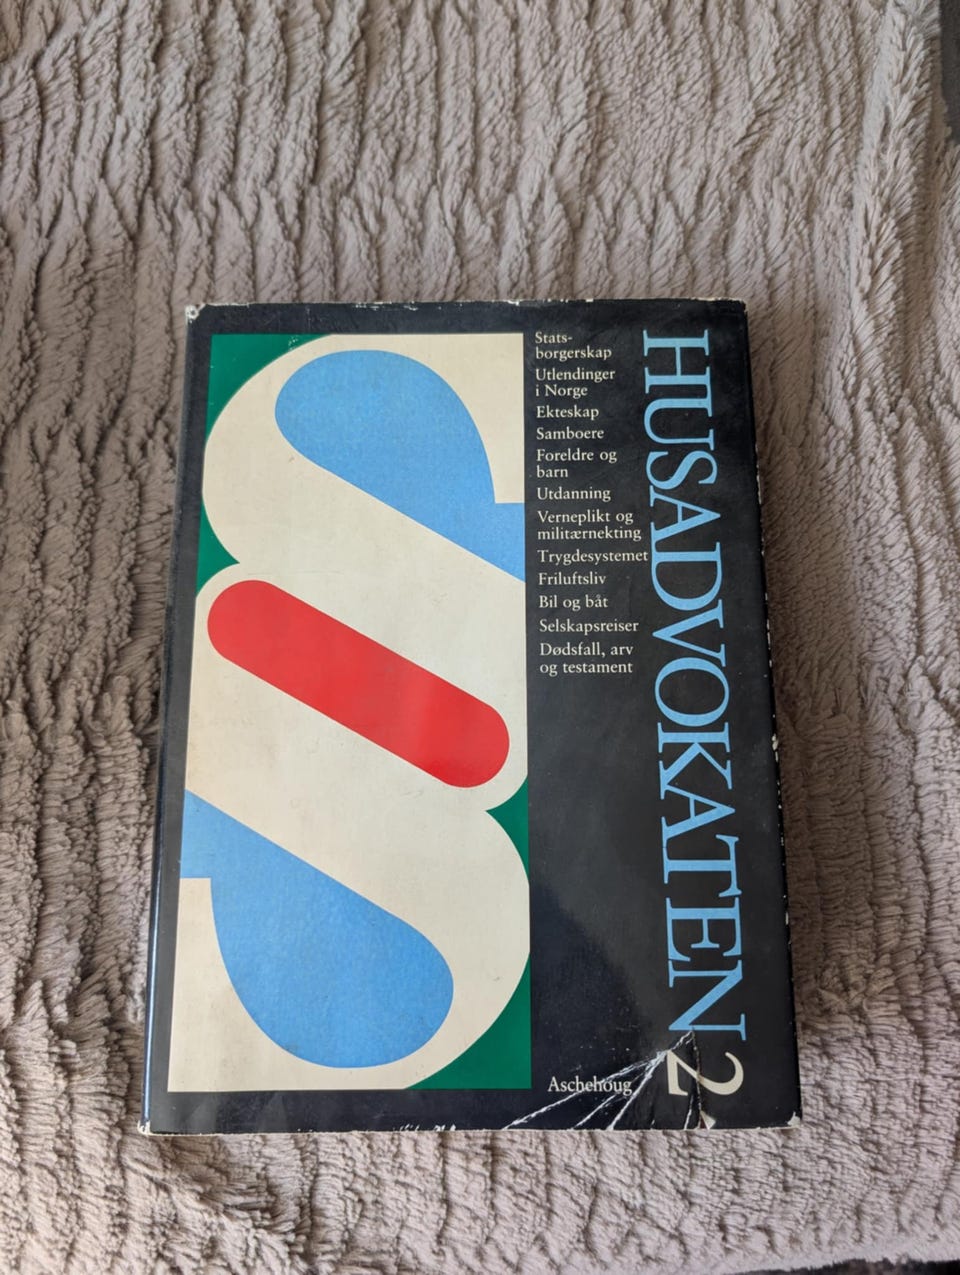 Stats-
borgerskap
Utlendinger
i Norge
Ekteskap
Samboere
Foreldre og
barn
Utdanning
Verneplikt og
militærnekting
Trygdesystemet
Friluftsliv
Bil og båt
Selskapsreiser
Dødsfall, arv
og testament
HUSADVOKATEN 2
Aschehoug